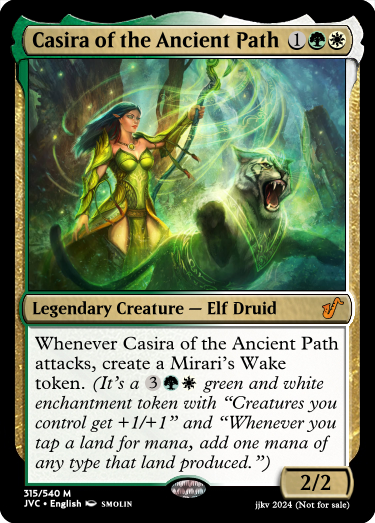 Casira of the Ancient Path 1
Legendary Creature — Elf Druid
Whenever Casira of the Ancient Path
attacks, create a Mirari's Wake
token. (It's a 3 green and white
enchantment token with “Creatures you
control get +1/+1” and “Whenever you
tap a land for mana, add one mana of
any type that land produced.”)
2/2
315/540 M
JVC • English SMOLIN
jjkv 2024 (Not for sale)